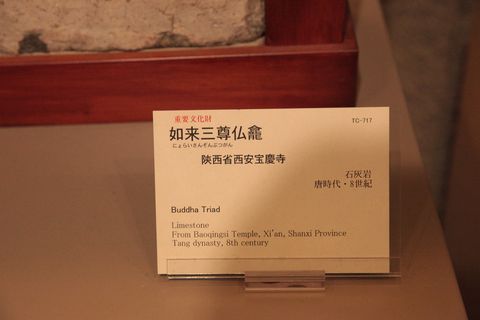 重要文化財
TC-717
如来三尊仏龕
にょらいさんぞんぶつがん
陝西省西安宝慶寺
石灰岩
唐時代・8世紀
Buddha Triad
Limestone
From Baoqingsi Temple, Xi'an, Shanxi Province
Tang dynasty, 8th century